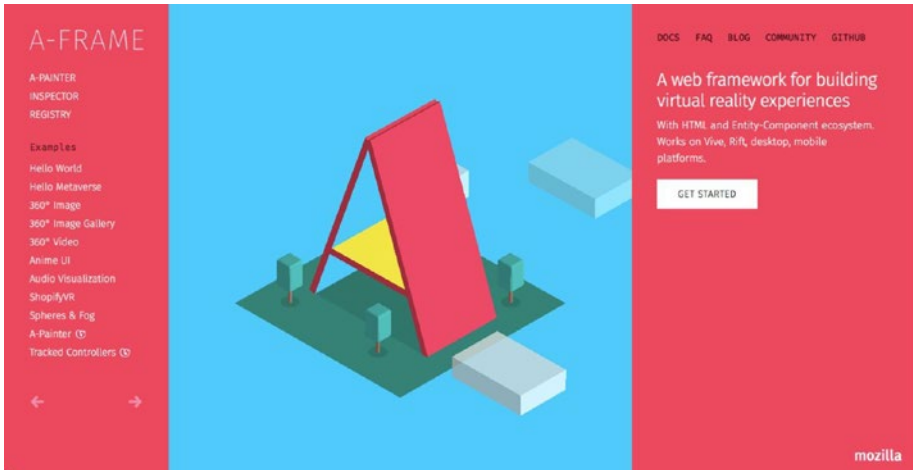 A-FRAME
A-PAINTER
INSPECTOR
REGISTRY
Examples
Hello World
Hello Metaverse
360° Image
360° Image Gallery
360° Video
Anime UI
Audio Visualization
ShopifyVR
Spheres & Fog
A-Painter
Tracked Controllers
DOCS FAQ BLOG COMMUNITY GITHUB
A web framework for building
virtual reality experiences
With HTML and Entity-Component ecosystem.
Works on Vive, Rift, desktop, mobile
platforms.
GET STARTED
mozilla